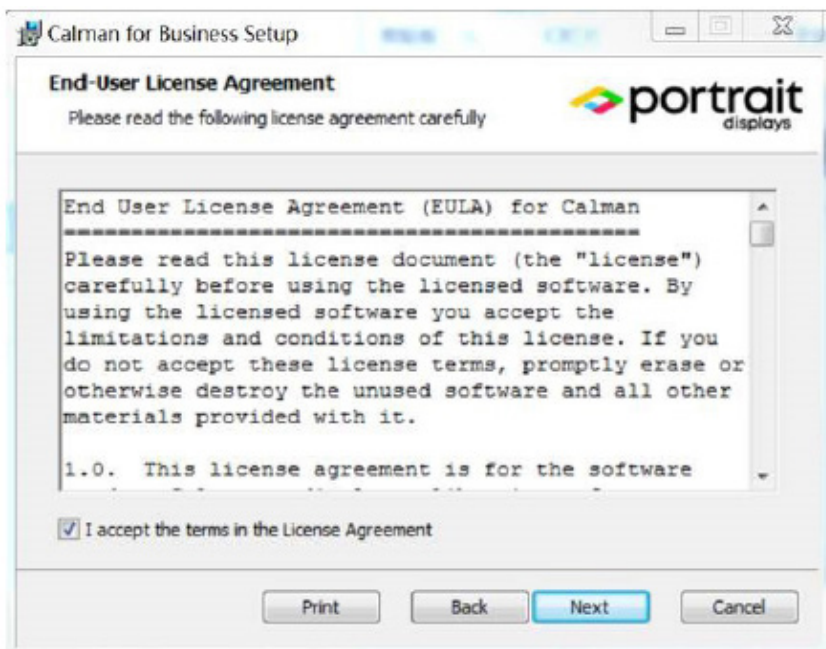 Calman for Business Setup
End-User License Agreement
Please read the following license agreement carefully
portrait
displays
End User License Agreement (EULA) for Calman
===========================================
Please read this license document (the "license")
carefully before using the licensed software. By
using the licensed software you accept the
limitations and conditions of this license. If you
do not accept these license terms, promptly erase or
otherwise destroy the unused software and all other
materials provided with it.
1.0. This license agreement is for the software
I accept the terms in the License Agreement
Print Back Next Cancel